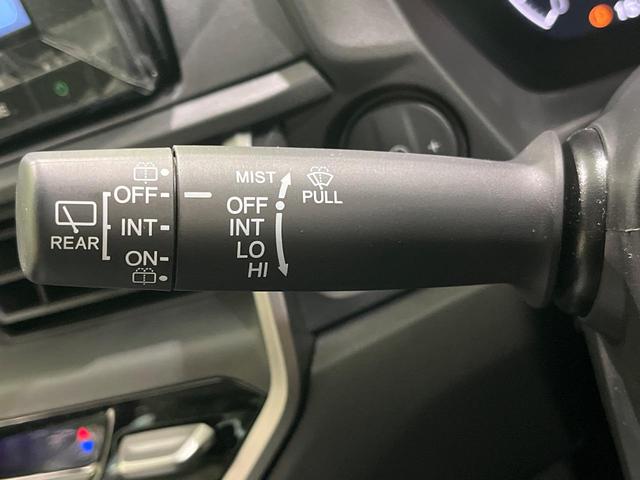 OFF
INT
ON
REAR
MIST
OFF
INT
LO
HI
PULL